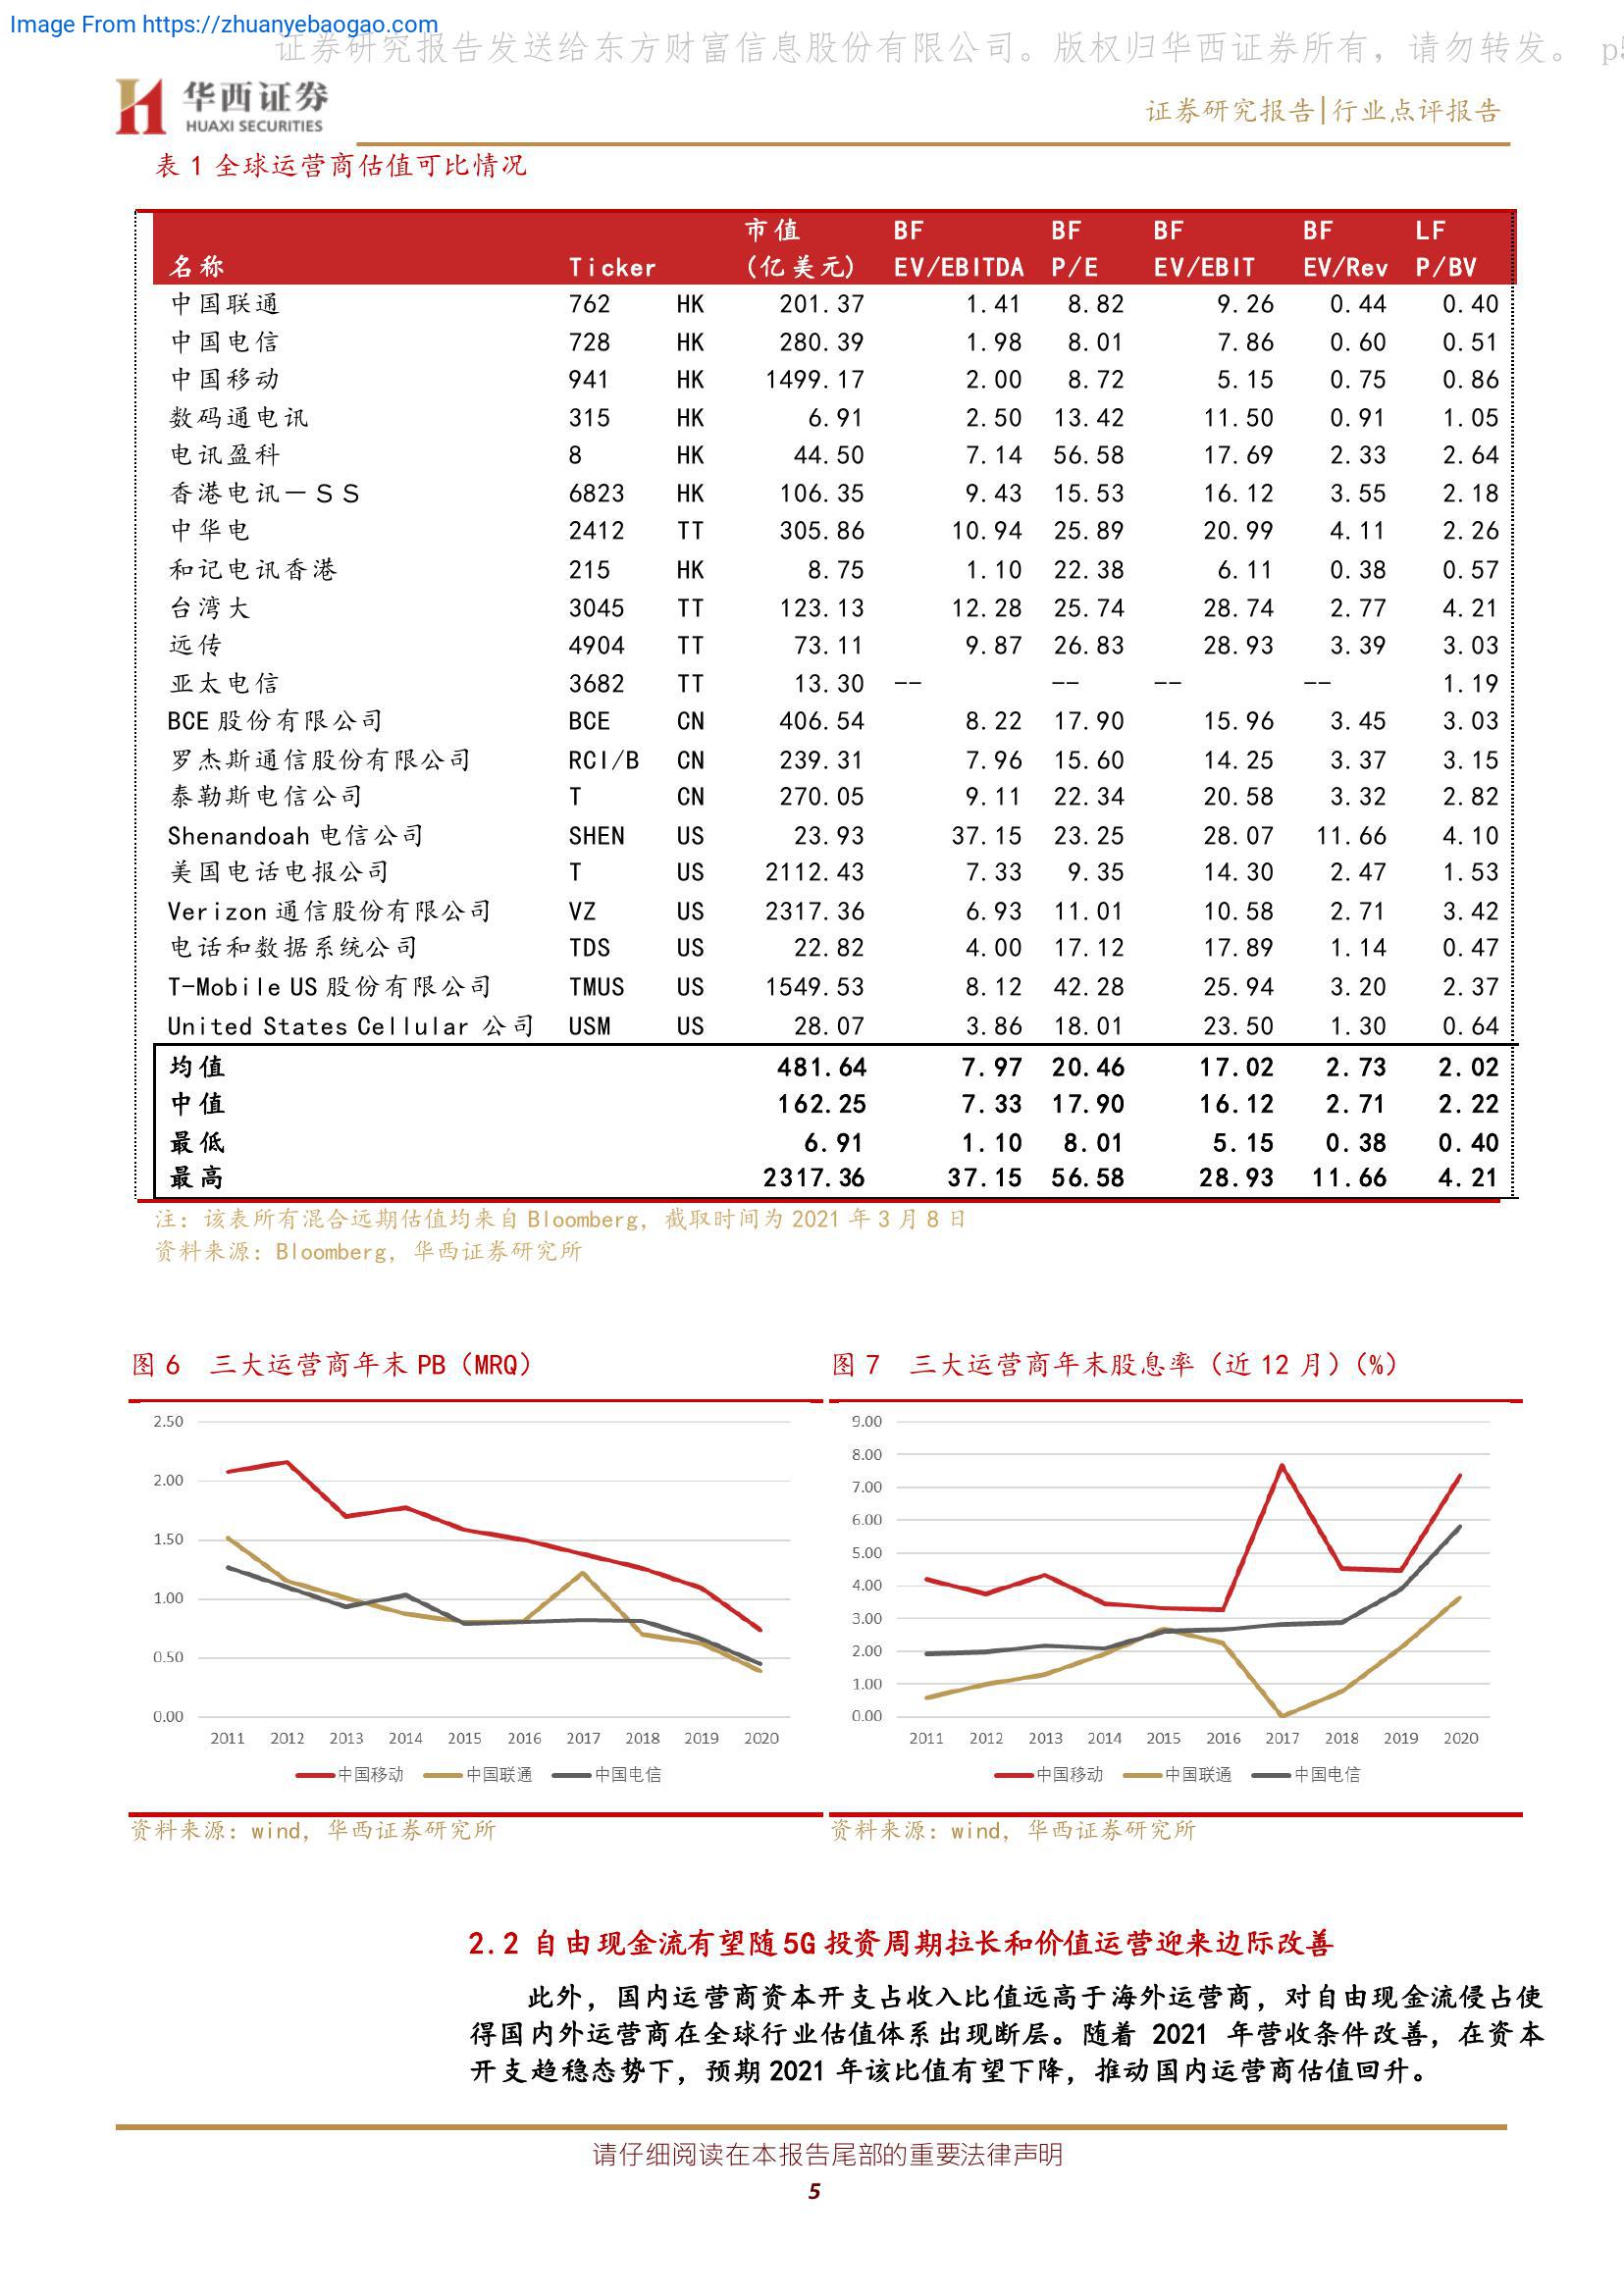 Image From https://zhuanyebaogao.com
证券研究报告发送给东方财富信息股份有限公司。版权归华西证券所有，请勿转发。 p5
华西证券
HUAXI SECURITIES
证券研究报告|行业点评报告
表 1 全球运营商估值可比情况
市值 BF BF BF BF LF
名称 Ticker (亿美元) EV/EBITDA P/E EV/EBIT EV/Rev P/BV
中国联通 762 HK 201.37 1.41 8.82 9.26 0.44 0.40
中国电信 728 HK 280.39 1.98 8.01 7.86 0.60 0.51
中国移动 941 HK 1499.17 2.00 8.72 5.15 0.75 0.86
数码通电讯 315 HK 6.91 2.50 13.42 11.50 0.91 1.05
电讯盈科 8 HK 44.50 7.14 56.58 17.69 2.33 2.64
香港电讯－ＳＳ 6823 HK 106.35 9.43 15.53 16.12 3.55 2.18
中华电 2412 TT 305.86 10.94 25.89 20.99 4.11 2.26
和记电讯香港 215 HK 8.75 1.10 22.38 6.11 0.38 0.57
台湾大 3045 TT 123.13 12.28 25.74 28.74 2.77 4.21
远传 4904 TT 73.11 9.87 26.83 28.93 3.39 3.03
亚太电信 3682 TT 13.30 -- -- -- -- 1.19
BCE 股份有限公司 BCE CN 406.54 8.22 17.90 15.96 3.45 3.03
罗杰斯通信股份有限公司 RCI/B CN 239.31 7.96 15.60 14.25 3.37 3.15
泰勒斯电信公司 T CN 270.05 9.11 22.34 20.58 3.32 2.82
Shenandoah 电信公司 SHEN US 23.93 37.15 23.25 28.07 11.66 4.10
美国电话电报公司 T US 2112.43 7.33 9.35 14.30 2.47 1.53
Verizon 通信股份有限公司 VZ US 2317.36 6.93 11.01 10.58 2.71 3.42
电话和数据系统公司 TDS US 22.82 4.00 17.12 17.89 1.14 0.47
T-Mobile US 股份有限公司 TMUS US 1549.53 8.12 42.28 25.94 3.20 2.37
United States Cellular 公司 USM US 28.07 3.86 18.01 23.50 1.30 0.64
均值 481.64 7.97 20.46 17.02 2.73 2.02
中值 162.25 7.33 17.90 16.12 2.71 2.22
最低 6.91 1.10 8.01 5.15 0.38 0.40
最高 2317.36 37.15 56.58 28.93 11.66 4.21
注：该表所有混合远期估值均来自 Bloomberg，截取时间为 2021 年 3 月 8 日
资料来源：Bloomberg，华西证券研究所
图 6 三大运营商年末 PB（MRQ）
2.50
2.00
1.50
1.00
0.50
0.00
2011 2012 2013 2014 2015 2016 2017 2018 2019 2020
中国移动 中国联通 中国电信
资料来源：wind，华西证券研究所
图 7 三大运营商年末股息率（近 12 月）(%)
9.00
8.00
7.00
6.00
5.00
4.00
3.00
2.00
1.00
0.00
2011 2012 2013 2014 2015 2016 2017 2018 2019 2020
中国移动 中国联通 中国电信
资料来源：wind，华西证券研究所
2.2 自由现金流有望随 5G 投资周期拉长和价值运营迎来边际改善
此外，国内运营商资本开支占收入比值远高于海外运营商，对自由现金流侵占使
得国内外运营商在全球行业估值体系出现断层。随着 2021 年营收条件改善，在资本
开支趋稳态势下，预期 2021 年该比值有望下降，推动国内运营商估值回升。
请仔细阅读在本报告尾部的重要法律声明
5